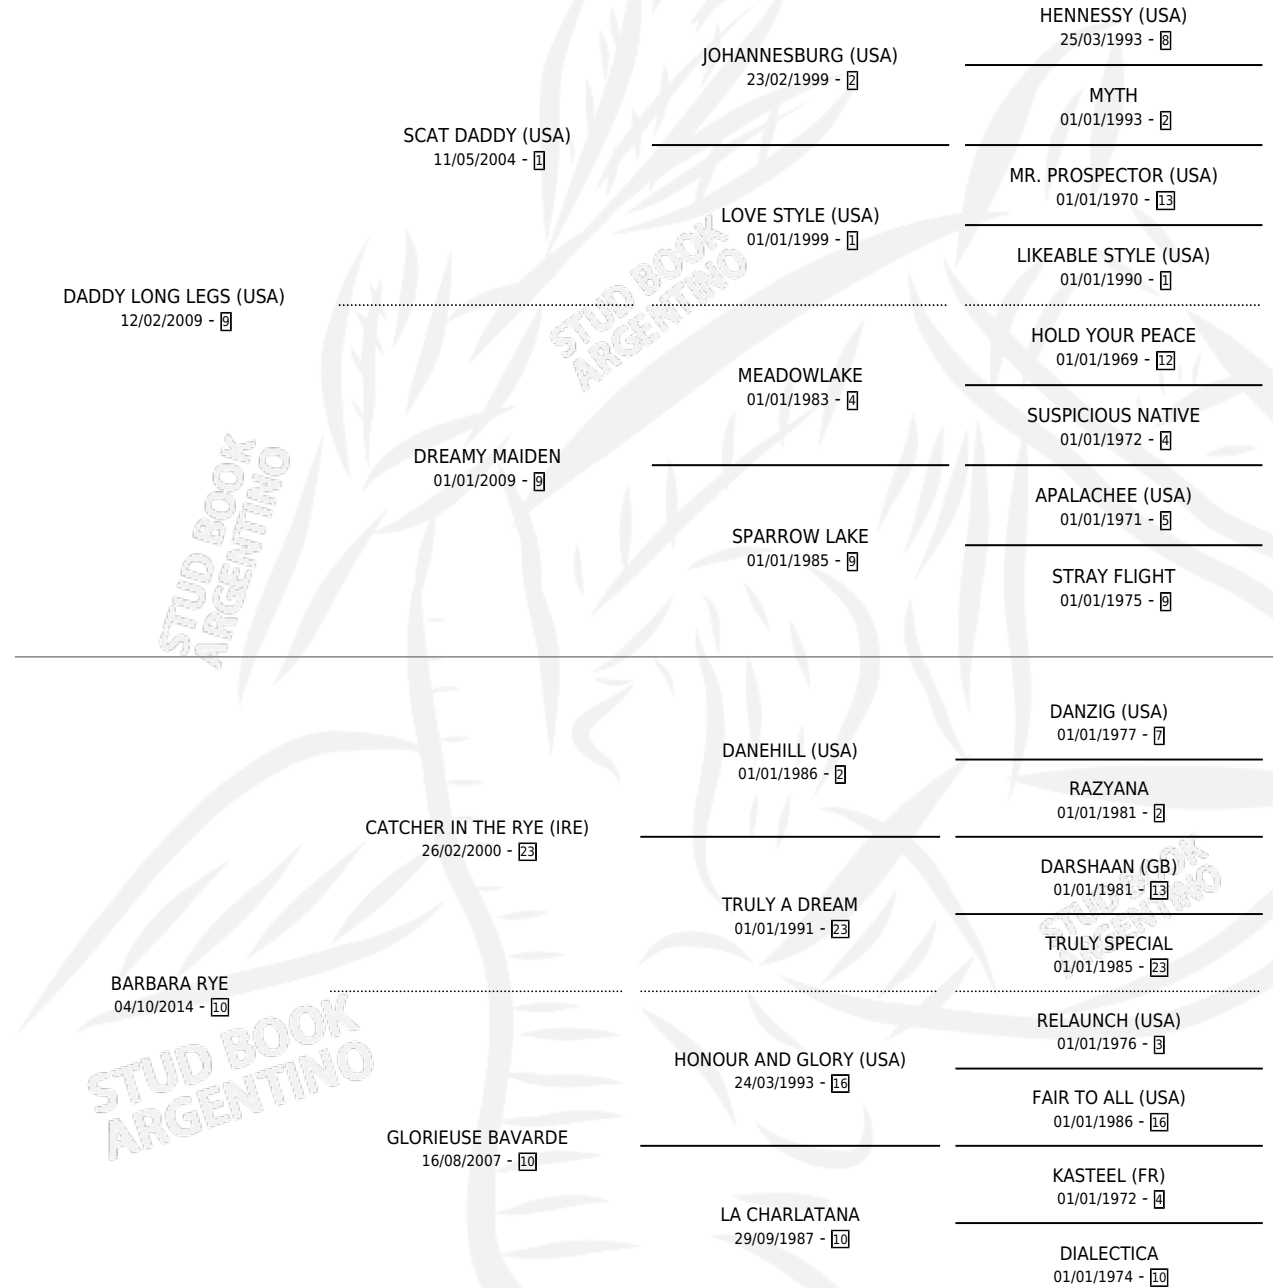 HENNESSY (USA)
25/03/1993 - 8
JOHANNESBURG (USA)
23/02/1999 - 2
MYTH
01/01/1993 - 2
SCAT DADDY (USA)
11/05/2004 - 1
MR. PROSPECTOR (USA)
01/01/1970 - 13
LOVE STYLE (USA)
01/01/1999 - 1
LIKEABLE STYLE (USA)
01/01/1990 - 1
DADDY LONG LEGS (USA)
12/02/2009 - 9
HOLD YOUR PEACE
01/01/1969 - 12
MEADOWLAKE
01/01/1983 - 4
SUSPICIOUS NATIVE
01/01/1972 - 4
DREAMY MAIDEN
01/01/2009 - 9
APALACHEE (USA)
01/01/1971 - 5
SPARROW LAKE
01/01/1985 - 9
STRAY FLIGHT
01/01/1975 - 9
DANZIG (USA)
01/01/1977 - 7
DANEHILL (USA)
01/01/1986 - 2
RAZYANA
01/01/1981 - 2
CATCHER IN THE RYE (IRE)
26/02/2000 - 23
DARSHAAN (GB)
01/01/1981 - 13
TRULY A DREAM
01/01/1991 - 23
TRULY SPECIAL
01/01/1985 - 23
BARBARA RYE
04/10/2014 - 10
RELAUNCH (USA)
01/01/1976 - 3
HONOUR AND GLORY (USA)
24/03/1993 - 16
FAIR TO ALL (USA)
01/01/1986 - 16
GLORIEUSE BAVARDE
16/08/2007 - 10
KASTEEL (FR)
01/01/1972 - 4
LA CHARLATANA
29/09/1987 - 10
DIALECTICA
01/01/1974 - 10
STUD BOOK
ARGENTINO
STUD BOOK
ARGENTINO
STUD BOOK
ARGENTINO
STUD BOOK
ARGENTINO